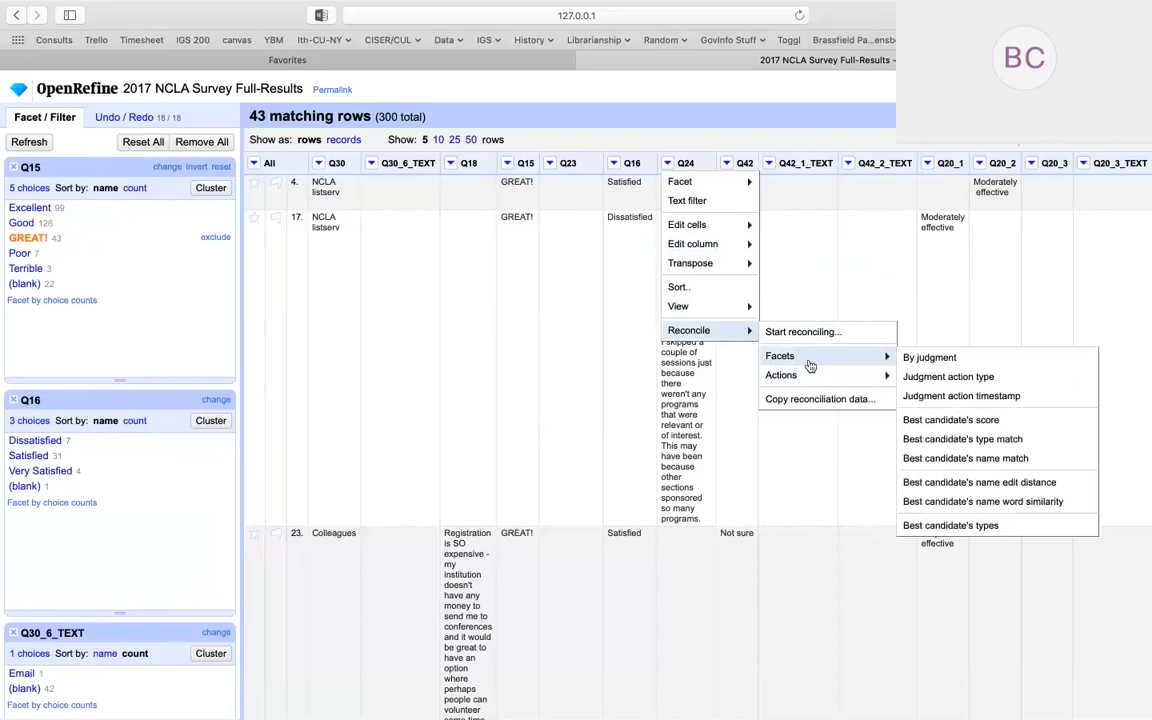 127.0.0.1
Consults Trello Timesheet IGS 200 canvas YBM Ith-CU-NY CISER/CUL Data IGS History Librarianship Random GovInfo Stuff Toggl Brassfield Pa...ensb
Favorites
2017 NCLA Survey Full-Results –
BC
OpenRefine 2017 NCLA Survey Full-Results Permalink
Facet / Filter Undo / Redo 18 / 18
43 matching rows (300 total)
Refresh Reset All Remove All
Show as: rows records Show: 5 10 25 50 rows
All Q30 Q30_6_TEXT Q18 Q15 Q23 Q16 Q24 Q42 Q42_1_TEXT Q42_2_TEXT Q20_1 Q20_2 Q20_3 Q20_3_TEXT
Q15 change invert reset
5 choices Sort by: name count Cluster
Excellent 99
Good 126
GREAT! 43 exclude
Poor 7
Terrible 3
(blank) 22
Facet by choice counts
Q16 change
3 choices Sort by: name count Cluster
Dissatisfied 7
Satisfied 31
Very Satisfied 4
(blank) 1
Facet by choice counts
Q30_6_TEXT change
1 choices Sort by: name count Cluster
Email 1
(blank) 42
Facet by choice counts
4. NCLA
listserv
GREAT!
Satisfied
Moderately
effective
17. NCLA
listserv
GREAT!
Dissatisfied
Moderately
effective
Facet
Text filter
Edit cells
Edit column
Transpose
Sort..
View
Reconcile
Start reconciling...
Facets
Actions
Copy reconciliation data...
By judgment
Judgment action type
Judgment action timestamp
Best candidate's score
Best candidate's type match
Best candidate's name match
Best candidate's name edit distance
Best candidate's name word similarity
Best candidate's types
I skipped a
couple of
sessions just
because
there
weren't any
programs
that were
relevant or
of interest.
This may
have been
because
other
sections
sponsored
so many
programs.
23. Colleagues
Registration
is SO
expensive -
my
institution
doesn't
have any
money to
send me to
conferences
and it would
be great to
have an
option
where
perhaps
people can
volunteer
some time
GREAT!
Satisfied
Not sure
effective